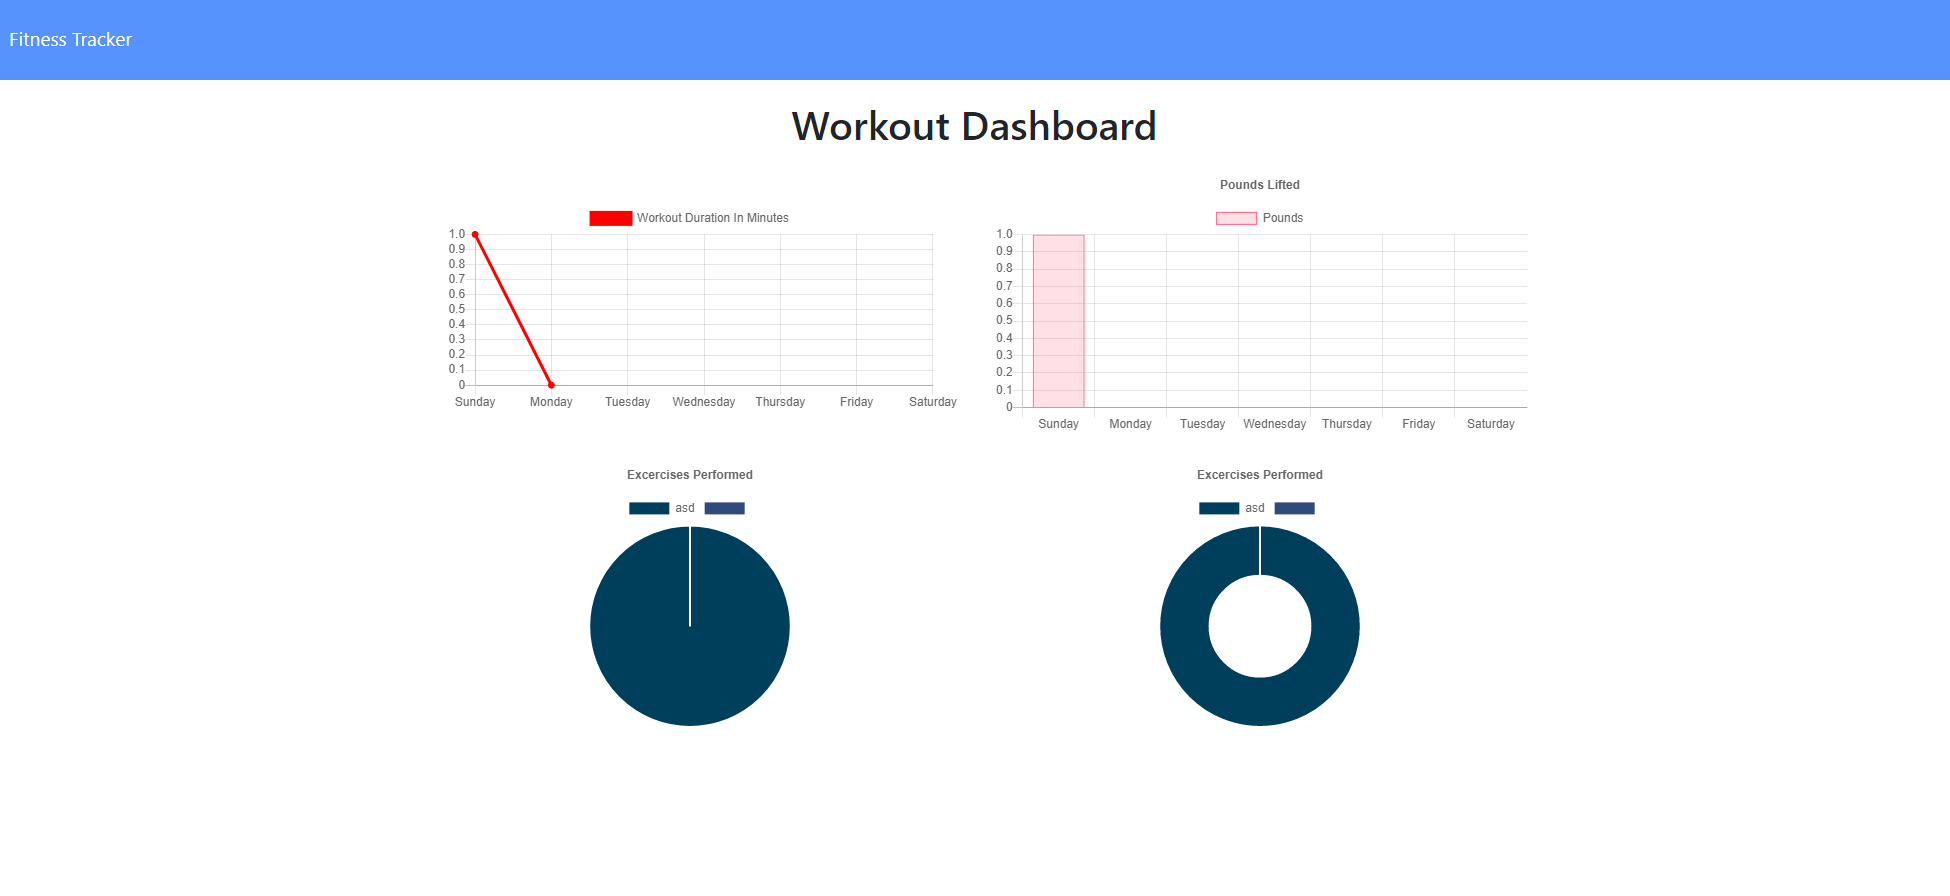 Fitness Tracker
Workout Dashboard
Workout Duration In Minutes
1.0
0.9
0.8
0.7
0.6
0.5
0.4
0.3
0.2
0.1
0
Sunday Monday Tuesday Wednesday Thursday Friday Saturday
Pounds Lifted
Pounds
1.0
0.9
0.8
0.7
0.6
0.5
0.4
0.3
0.2
0.1
0
Sunday Monday Tuesday Wednesday Thursday Friday Saturday
Excercises Performed
asd
Excercises Performed
asd